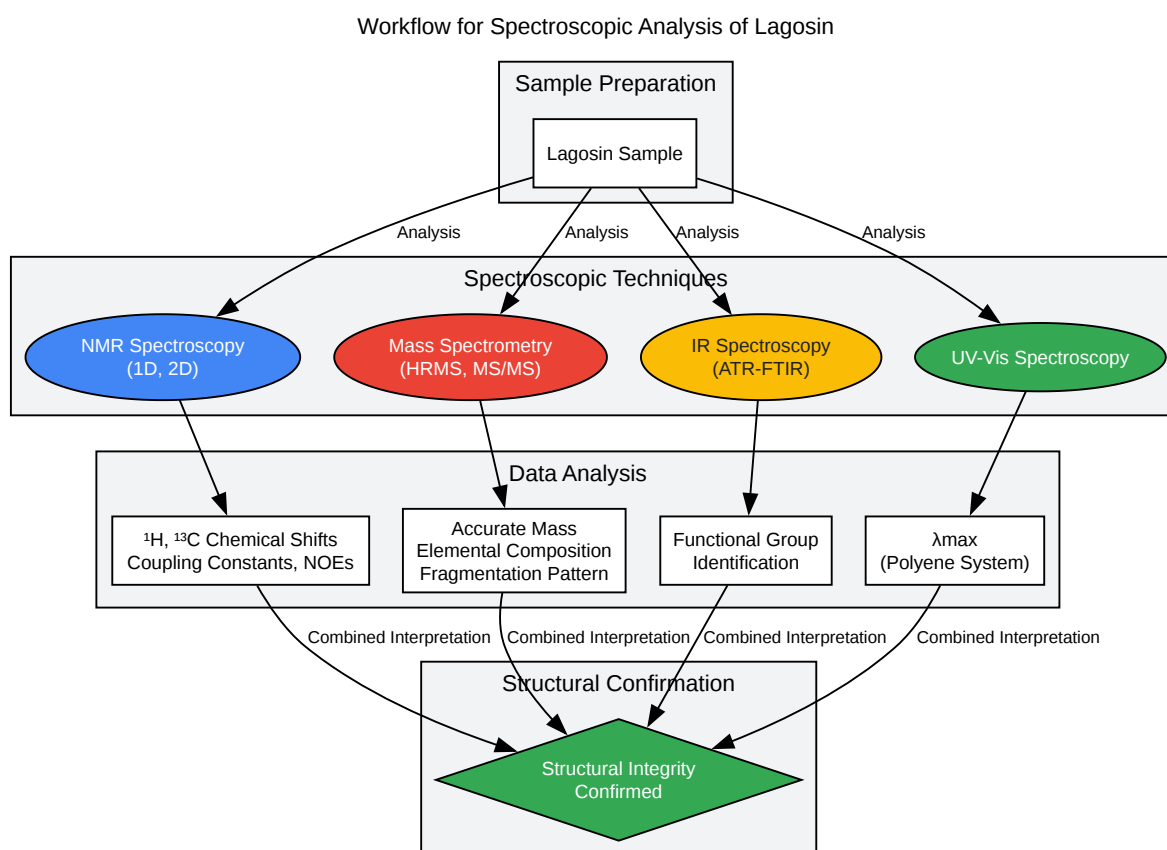 Workflow for Spectroscopic Analysis of Lagosin
Sample Preparation
Lagosin Sample
Analysis
Analysis
Analysis
Analysis
Spectroscopic Techniques
NMR Spectroscopy
(1D, 2D)
Mass Spectrometry
(HRMS, MS/MS)
IR Spectroscopy
(ATR-FTIR)
UV-Vis Spectroscopy
Data Analysis
¹H, ¹³C Chemical Shifts
Coupling Constants, NOEs
Accurate Mass
Elemental Composition
Fragmentation Pattern
Functional Group
Identification
λmax
(Polyene System)
Combined Interpretation
Combined Interpretation
Combined Interpretation
Combined Interpretation
Structural Confirmation
Structural Integrity
Confirmed